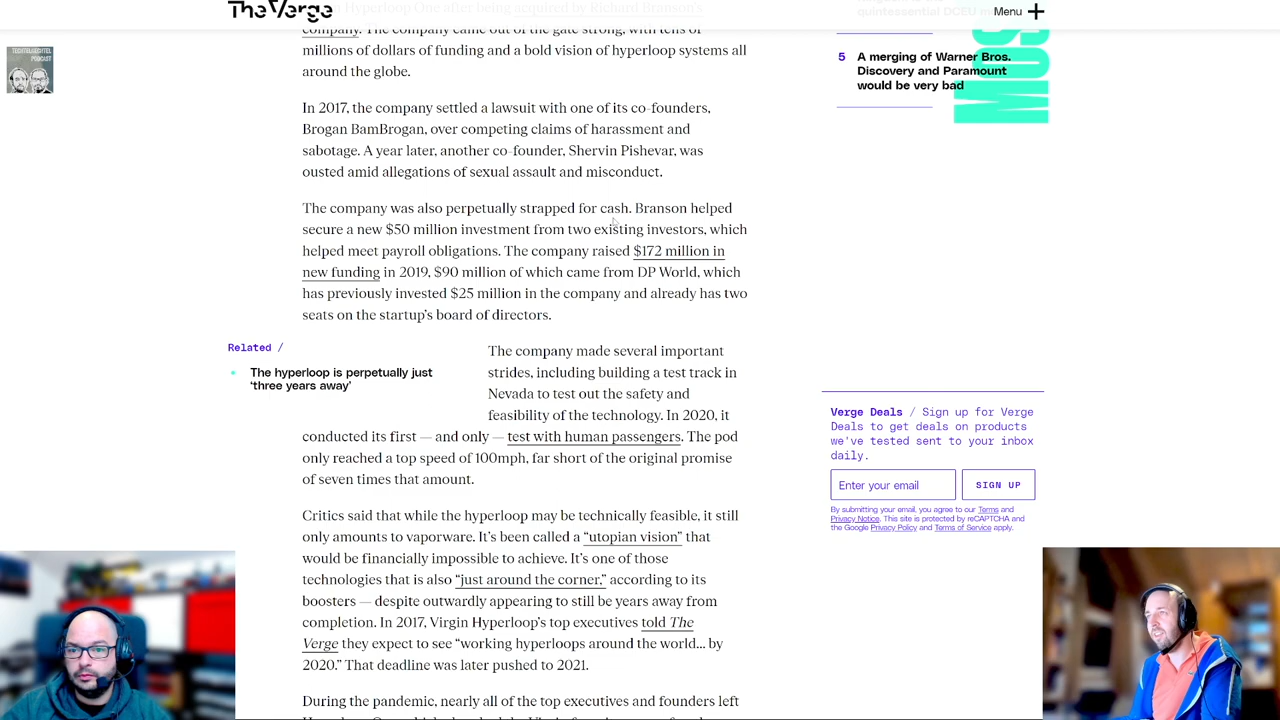 The Verge
Menu
Hyperloop One after being acquired by Richard Branson's
company. The company came out of the gate strong, with tens of
millions of dollars of funding and a bold vision of hyperloop systems all
around the globe.
In 2017, the company settled a lawsuit with one of its co-founders,
Brogan BamBrogan, over competing claims of harassment and
sabotage. A year later, another co-founder, Shervin Pishevar, was
ousted amid allegations of sexual assault and misconduct.
The company was also perpetually strapped for cash. Branson helped
secure a new $50 million investment from two existing investors, which
helped meet payroll obligations. The company raised $172 million in
new funding in 2019, $90 million of which came from DP World, which
has previously invested $25 million in the company and already has two
seats on the startup's board of directors.
Related /
The hyperloop is perpetually just
'three years away'
The company made several important
strides, including building a test track in
Nevada to test out the safety and
feasibility of the technology. In 2020, it
conducted its first — and only — test with human passengers. The pod
only reached a top speed of 100mph, far short of the original promise
of seven times that amount.
Critics said that while the hyperloop may be technically feasible, it still
only amounts to vaporware. It's been called a “utopian vision” that
would be financially impossible to achieve. It's one of those
technologies that is also “just around the corner,” according to its
boosters — despite outwardly appearing to still be years away from
completion. In 2017, Virgin Hyperloop's top executives told The
Verge they expect to see “working hyperloops around the world... by
2020.” That deadline was later pushed to 2021.
During the pandemic, nearly all of the top executives and founders left
quintessential DCEU
5 A merging of Warner Bros.
Discovery and Paramount
would be very bad
Verge Deals / Sign up for Verge
Deals to get deals on products
we've tested sent to your inbox
daily.
Enter your email
SIGN UP
By submitting your email, you agree to our Terms and
Privacy Notice. This site is protected by reCAPTCHA and
the Google Privacy Policy and Terms of Service apply.
PODCAST